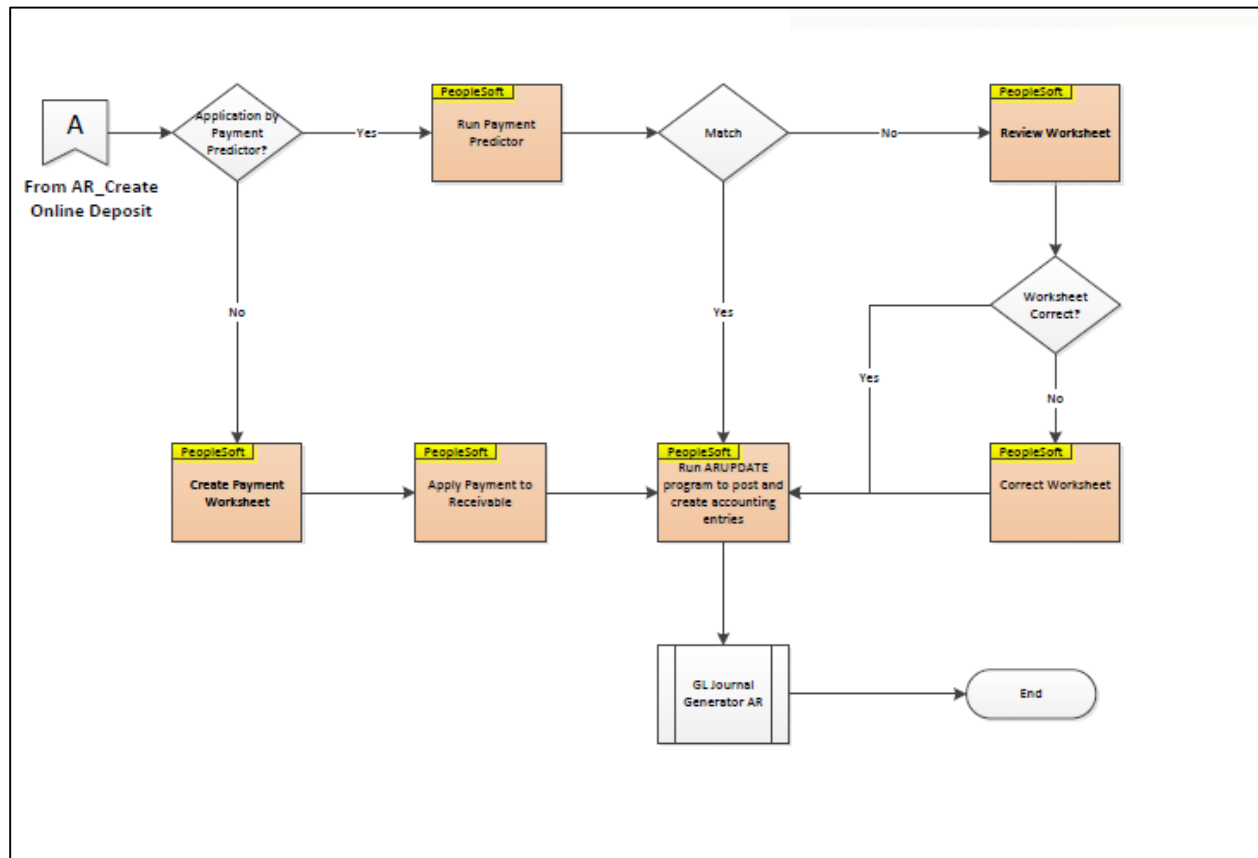 A
From AR_Create
Online Deposit
Application by
Payment
Predictor?
Yes
PeopleSoft
Run Payment
Predictor
Match
No
PeopleSoft
Review Worksheet
No
Yes
Worksheet
Correct?
Yes
No
PeopleSoft
Create Payment
Worksheet
PeopleSoft
Apply Payment to
Receivable
PeopleSoft
Run ARUPDATE
program to post and
create accounting
entries
PeopleSoft
Correct Worksheet
GL Journal
Generator AR
End